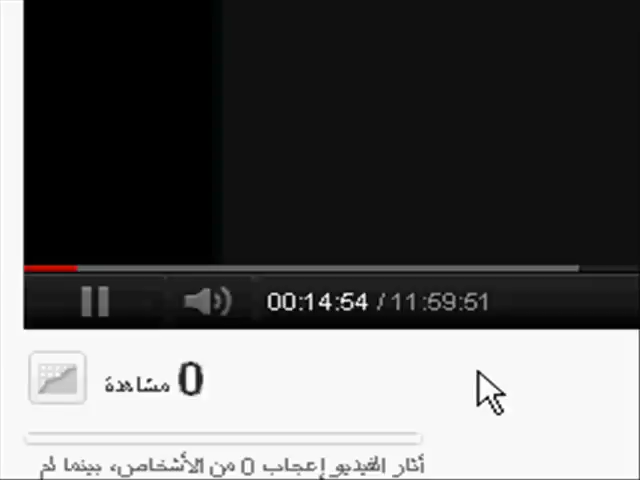 00:14:54 / 11:59:51
0 مشاهدة
أثار الفيديو إعجاب 0 من الأشخاص، بينما لم